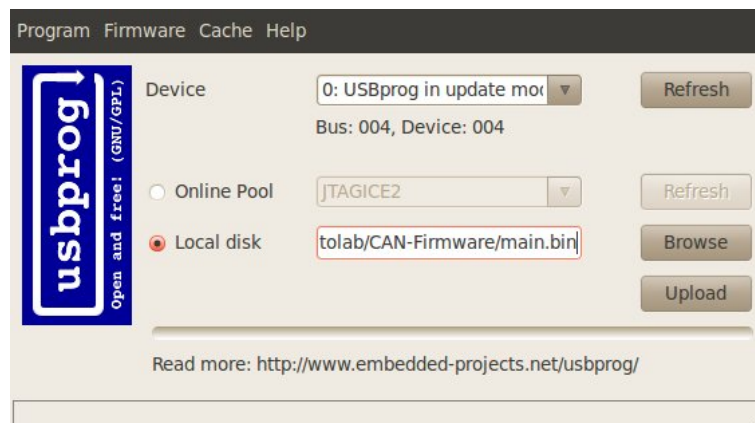 Program Firmware Cache Help
usbprog
Open and free! (GNU/GPL)
Device
0: USBprog in update mo
Refresh
Bus: 004, Device: 004
Online Pool
JTAGICE2
Refresh
Local disk
tolab/CAN-Firmware/main.bin
Browse
Upload
Read more: http://www.embedded-projects.net/usbprog/